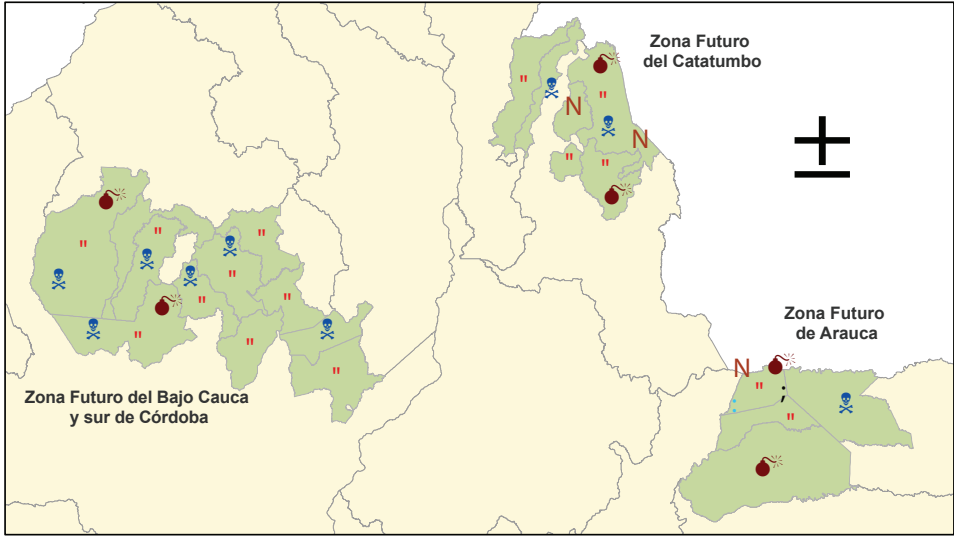 Zona Futuro
del Catatumbo
"
"
N
N
"
"
±
"
"
"
"
"
"
"
"
"
Zona Futuro
de Arauca
N
"
:
;
"
Zona Futuro del Bajo Cauca
y sur de Córdoba